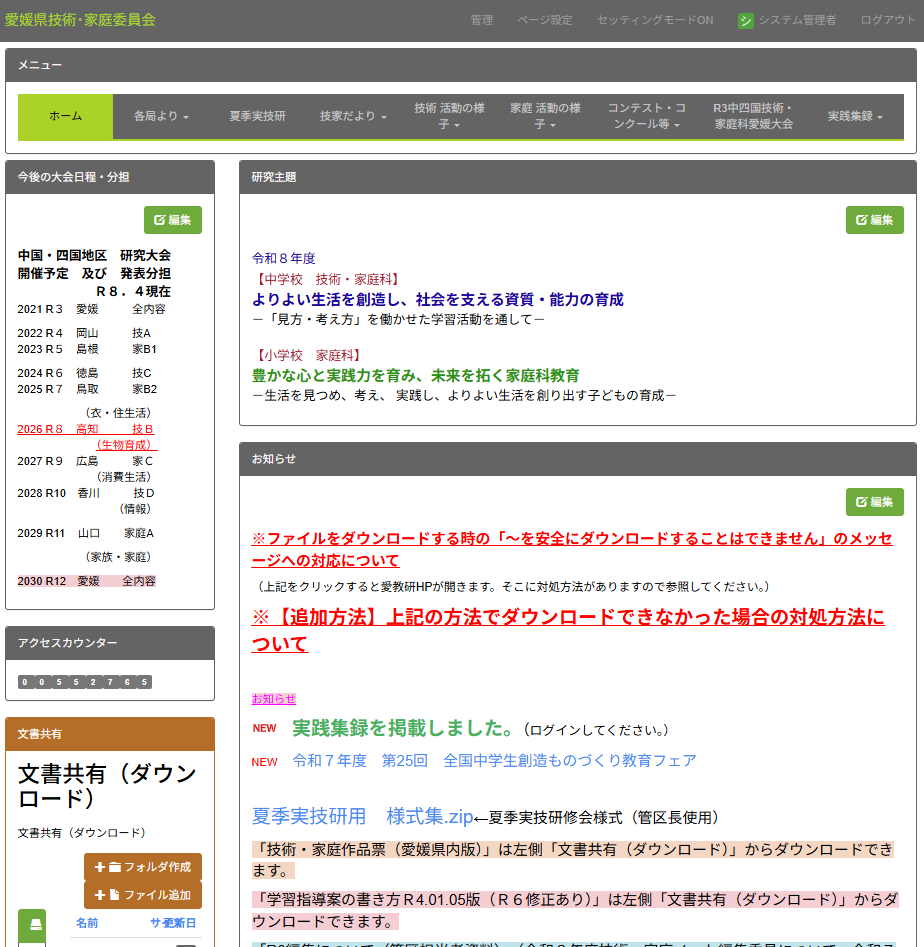 愛媛県技術･家庭委員会
管理 ページ設定 セッティングモードON シ システム管理者 ログアウト
メニュー
ホーム 各局より 夏季実技研 技家だより 技術 活動の様子 家庭 活動の様子 コンテスト・コンクール等 R3中四国技術・家庭科愛媛大会 実践集録
今後の大会日程・分担
編集
中国・四国地区　研究大会
開催予定　及び　発表分担
Ｒ８．４現在
2021 R３　愛媛　　　全内容
2022 R４　岡山　　　技A
2023 R５　島根　　　家B1
2024 R６　徳島　　　技C
2025 R７　鳥取　　　家B2
（衣・住生活）
2026 R８　高知　　　技Ｂ
（生物育成）
2027 R９　広島　　　家Ｃ
（消費生活）
2028 R10　香川　　　技Ｄ
（情報）
2029 R11　山口　　家庭A
（家族・家庭）
2030 R12　愛媛　　全内容
アクセスカウンター
0 0 5 5 2 7 6 5
文書共有
文書共有（ダウンロード）
文書共有（ダウンロード）
フォルダ作成
ファイル追加
名前 サ 更新日
研究主題
編集
令和８年度
【中学校　技術・家庭科】
よりよい生活を創造し、社会を支える資質・能力の育成
－「見方・考え方」を働かせた学習活動を通して－
【小学校　家庭科】
豊かな心と実践力を育み、未来を拓く家庭科教育
－生活を見つめ、考え、 実践し、よりよい生活を創り出す子どもの育成－
お知らせ
編集
※ファイルをダウンロードする時の「～を安全にダウンロードすることはできません」のメッセ
ージへの対応について
（上記をクリックすると愛教研HPが開きます。そこに対処方法がありますので参照してください。）
※【追加方法】上記の方法でダウンロードできなかった場合の対処方法に
ついて
お知らせ
NEW　実践集録を掲載しました。（ログインしてください。）
NEW　令和７年度　第25回　全国中学生創造ものづくり教育フェア
夏季実技研用　様式集.zip←夏季実技研修会様式（管区長使用）
「技術・家庭作品票（愛媛県内版）」は左側「文書共有（ダウンロード）」からダウンロードでき
ます。
「学習指導案の書き方Ｒ4.01.05版（Ｒ６修正あり）」は左側「文書共有（ダウンロード）」からダ
ウンロードできます。